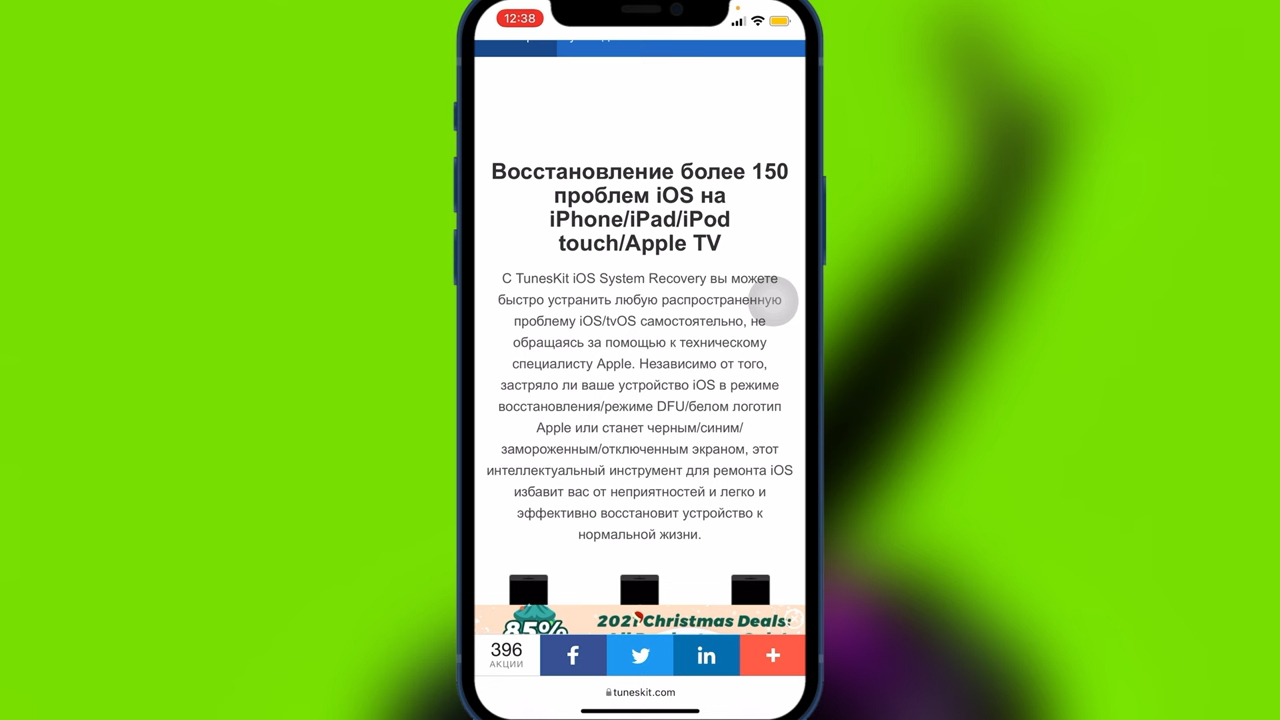 12:38
Восстановление более 150
проблем iOS на
iPhone/iPad/iPod
touch/Apple TV
С TunesKit iOS System Recovery вы можете
быстро устранить любую распространенную
проблему iOS/tvOS самостоятельно, не
обращаясь за помощью к техническому
специалисту Apple. Независимо от того,
застряло ли ваше устройство iOS в режиме
восстановления/режиме DFU/белом логотип
Apple или станет черным/синим/
замороженным/отключенным экраном, этот
интеллектуальный инструмент для ремонта iOS
избавит вас от неприятностей и легко и
эффективно восстановит устройство к
нормальной жизни.
85%
2021 Christmas Deals:
396
АКЦИИ
tuneskit.com